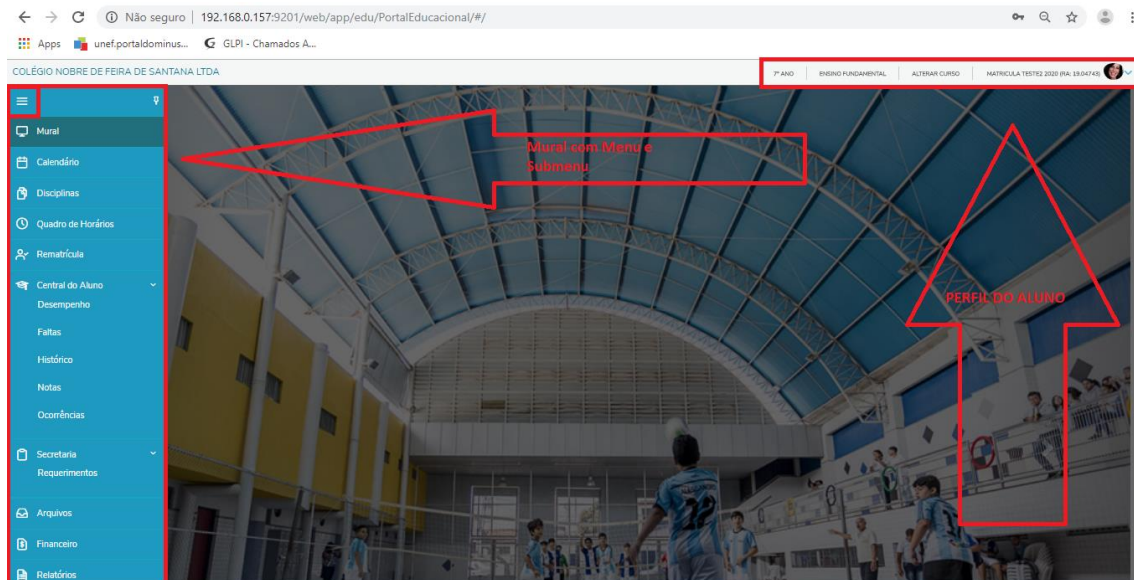 Não seguro | 192.168.0.157:9201/web/app/edu/PortalEducacional/#/
Apps unef.portaldominus... GLPI - Chamados A...
COLÉGIO NOBRE DE FEIRA DE SANTANA LTDA
7º ANO ENSINO FUNDAMENTAL ALTERAR CURSO MATRICULA TESTE2 2020 (RA: 19.04743)
Mural
Calendário
Disciplinas
Quadro de Horários
Rematrícula
Central do Aluno
Desempenho
Faltas
Histórico
Notas
Ocorrências
Secretaria
Requerimentos
Arquivos
Financeiro
Relatórios
Mural com Menu e
Submenu
PERFIL DO ALUNO